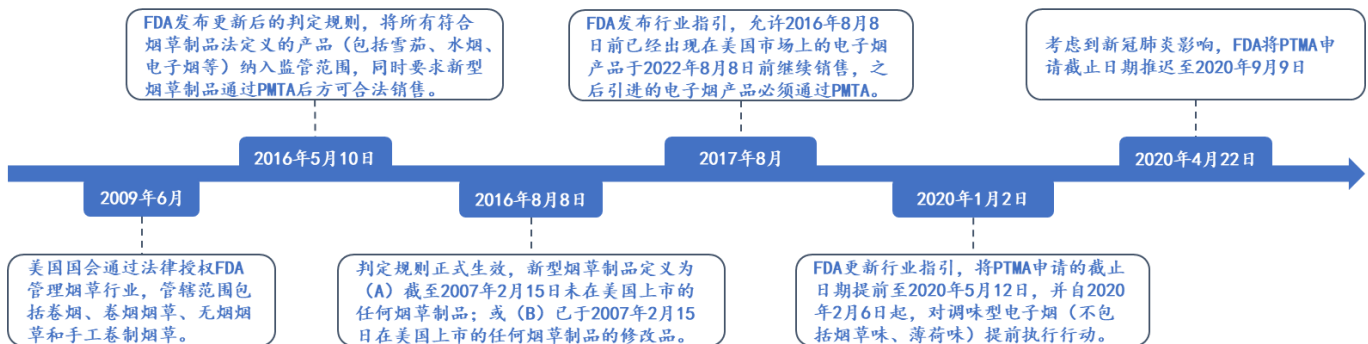 FDA发布更新后的判定规则，将所有符合
烟草制品法定义的产品（包括雪茄、水烟、
电子烟等）纳入监管范围，同时要求新型
烟草制品通过PMTA后方可合法销售。
FDA发布行业指引，允许2016年8月8
日前已经出现在美国市场上的电子烟
产品于2022年8月8日前继续销售，之
后引进的电子烟产品必须通过PMTA。
考虑到新冠肺炎影响，FDA将PTMA申
请截止日期推迟至2020年9月9日
2016年5月10日
2017年8月
2020年4月22日
2009年6月
2016年8月8日
2020年1月2日
美国国会通过法律授权FDA
管理烟草行业，管辖范围包
括卷烟、卷烟烟草、无烟烟
草和手工卷制烟草。
判定规则正式生效，新型烟草制品定义为
（A）截至2007年2月15日未在美国上市的
任何烟草制品；或（B）已于2007年2月15
日在美国上市的任何烟草制品的修改品。
FDA更新行业指引，将PTMA申请的截止
日期提前至2020年5月12日，并自2020
年2月6日起，对调味型电子烟（不包
括烟草味、薄荷味）提前执行行动。